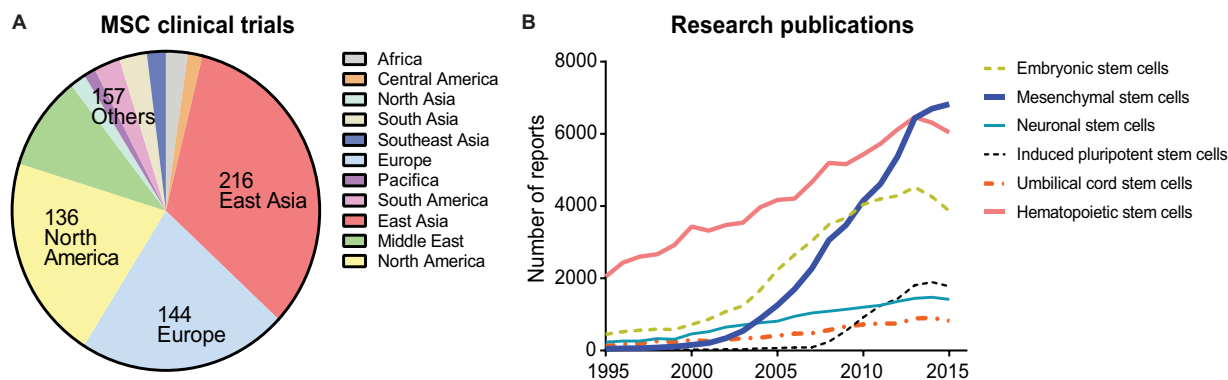 A
MSC clinical trials
157
Others
216
East Asia
136
North
America
144
Europe
Africa
Central America
North Asia
South Asia
Southeast Asia
Europe
Pacifica
South America
East Asia
Middle East
North America
B
Research publications
Number of reports
8000
6000
4000
2000
0
1995
2000
2005
2010
2015
Embryonic stem cells
Mesenchymal stem cells
Neuronal stem cells
Induced pluripotent stem cells
Umbilical cord stem cells
Hematopoietic stem cells